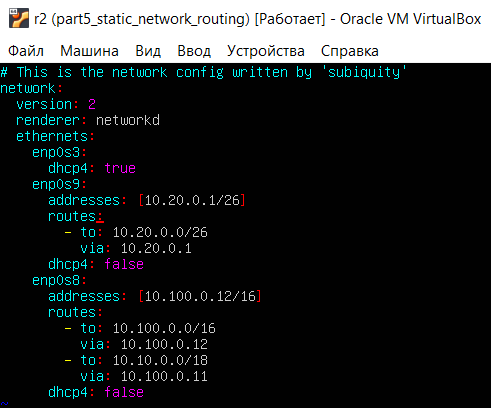 r2 (part5_static_network_routing) [Работает] - Oracle VM VirtualBox
Файл Машина Вид Ввод Устройства Справка
# This is the network config written by 'subiquity'
network:
  version: 2
  renderer: networkd
  ethernets:
    enp0s3:
      dhcp4: true
    enp0s9:
      addresses: [10.20.0.1/26]
      routes:
        - to: 10.20.0.0/26
          via: 10.20.0.1
      dhcp4: false
    enp0s8:
      addresses: [10.100.0.12/16]
      routes:
        - to: 10.100.0.0/16
          via: 10.100.0.12
        - to: 10.10.0.0/18
          via: 10.100.0.11
      dhcp4: false
~